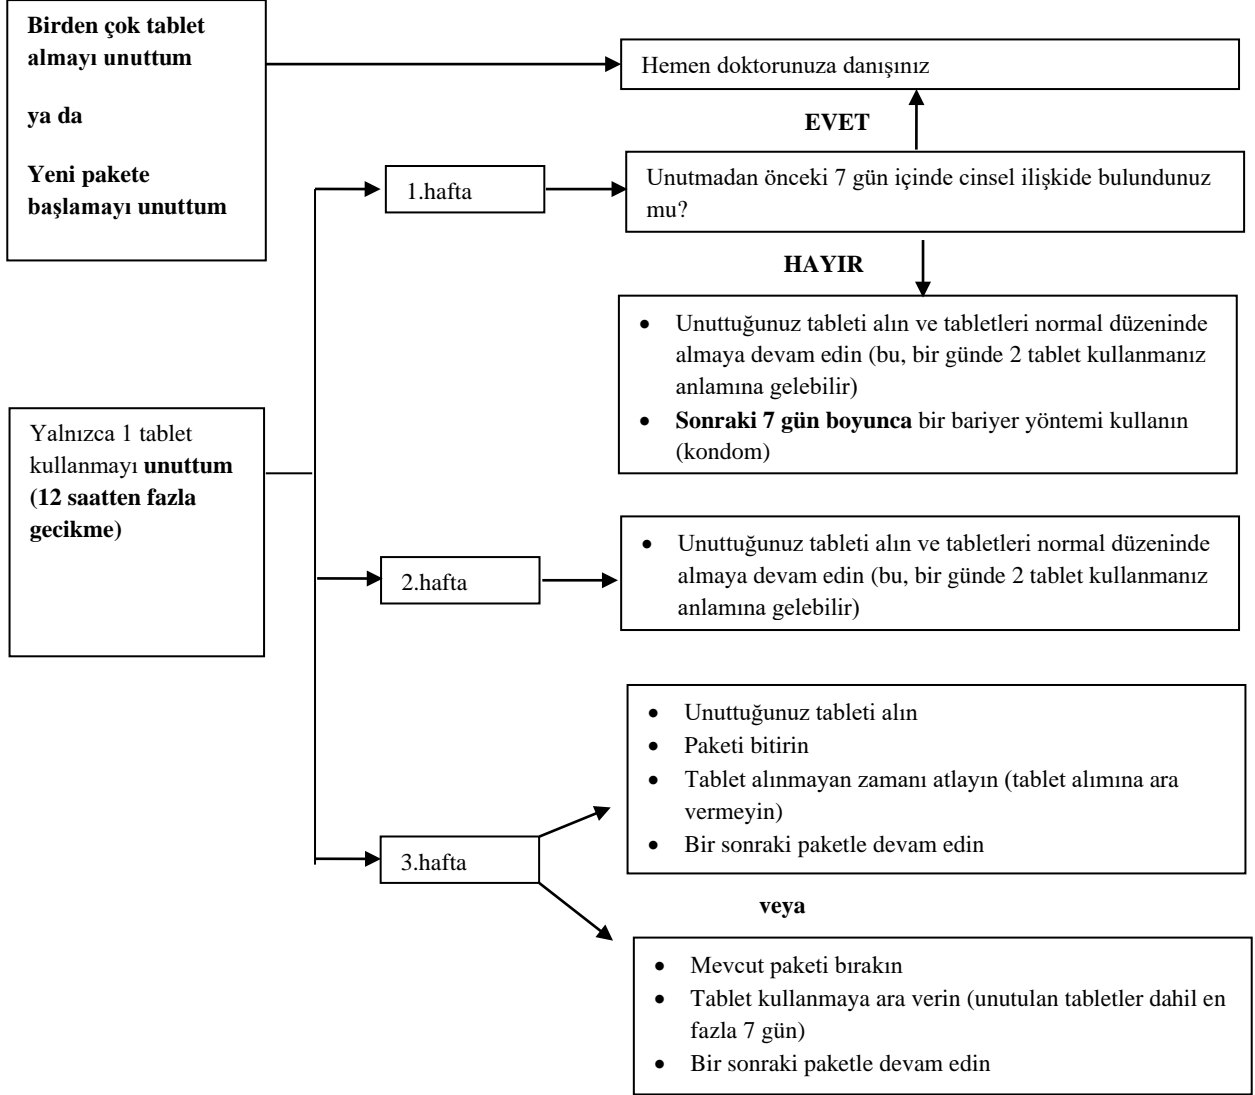 Birden çok tablet
almayı unuttum
ya da
Yeni pakete
başlamayı unuttum
Hemen doktorunuza danışınız
EVET
1.hafta
Unutmadan önceki 7 gün içinde cinsel ilişkide bulundunuz
mu?
HAYIR
• Unuttuğunuz tableti alın ve tabletleri normal düzeninde
almaya devam edin (bu, bir günde 2 tablet kullanmanız
anlamına gelebilir)
• Sonraki 7 gün boyunca bir bariyer yöntemi kullanın
(kondom)
Yalnızca 1 tablet
kullanmayı unuttum
(12 saatten fazla
gecikme)
2.hafta
• Unuttuğunuz tableti alın ve tabletleri normal düzeninde
almaya devam edin (bu, bir günde 2 tablet kullanmanız
anlamına gelebilir)
3.hafta
• Unuttuğunuz tableti alın
• Paketi bitirin
• Tablet alınmayan zamanı atlayın (tablet alımına ara
vermeyin)
• Bir sonraki paketle devam edin
veya
• Mevcut paketi bırakın
• Tablet kullanmaya ara verin (unutulan tabletler dahil en
fazla 7 gün)
• Bir sonraki paketle devam edin